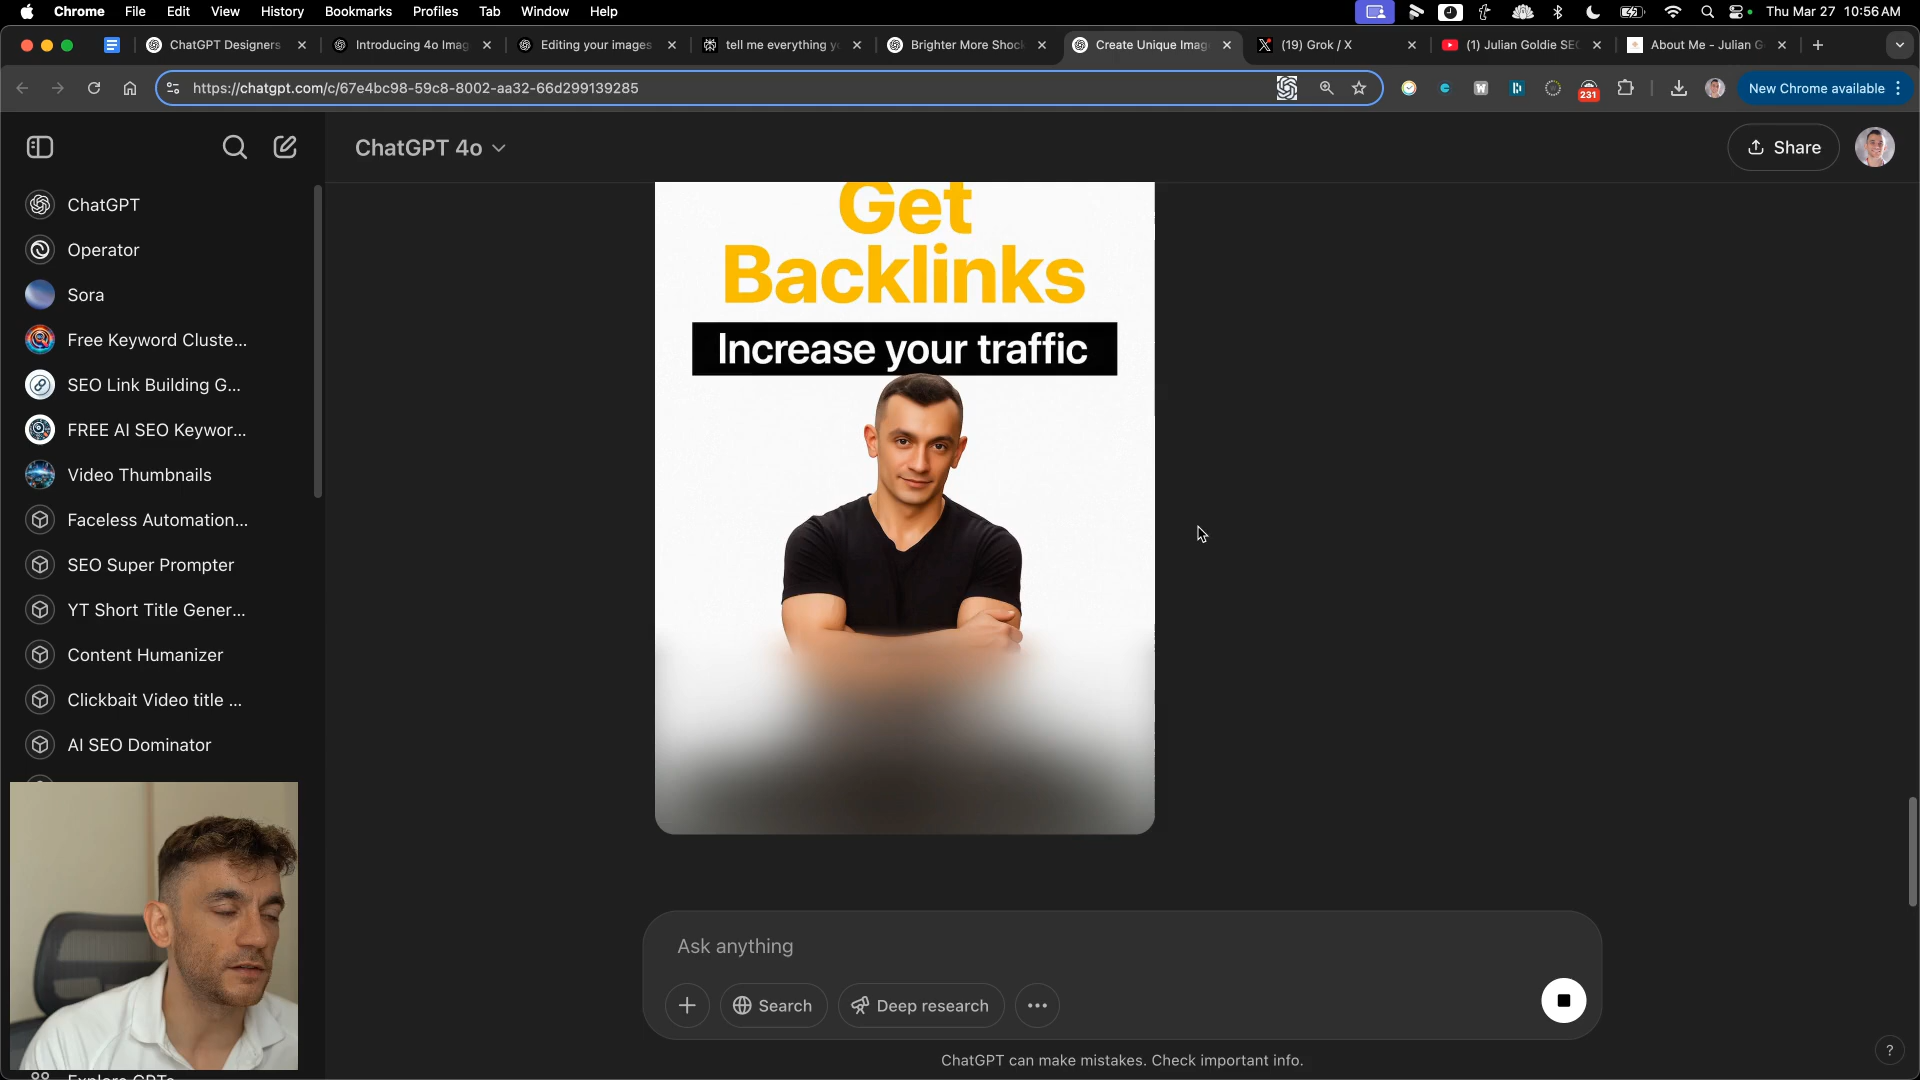 Chrome File Edit View History Bookmarks Profiles Tab Window Help
Thu Mar 27 10:56 AM
ChatGPT Designers
Introducing 4o Imag
Editing your images
tell me everything yo
Brighter More Shock
Create Unique Imag
(19) Grok / X
(1) Julian Goldie SEO
About Me - Julian G
https://chatgpt.com/c/67e4bc98-59c8-8002-aa32-66d299139285
W
231
New Chrome available
ChatGPT 4o
Share
ChatGPT
Operator
Sora
Free Keyword Cluste...
SEO Link Building G...
FREE AI SEO Keywor...
Video Thumbnails
Faceless Automation...
SEO Super Prompter
YT Short Title Gener...
Content Humanizer
Clickbait Video title ...
AI SEO Dominator
Explore GPTs
Get
Backlinks
Increase your traffic
Ask anything
Search
Deep research
ChatGPT can make mistakes. Check important info.
?